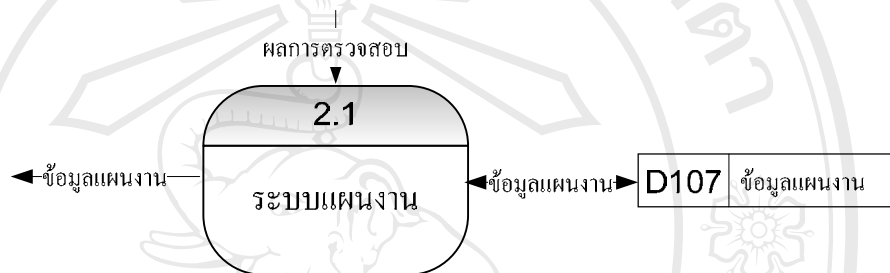 ผลการตรวจสอบ
2.1
ข้อมูลแผนงาน
ระบบแผนงาน
ข้อมูลแผนงาน
D107 ข้อมูลแผนงาน